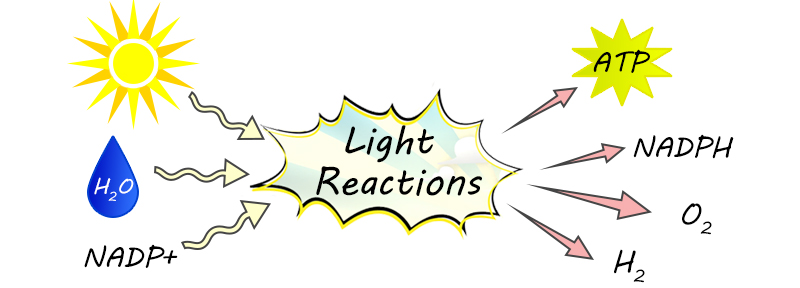 H₂O
NADP+
Light
Reactions
ATP
NADPH
O₂
H₂